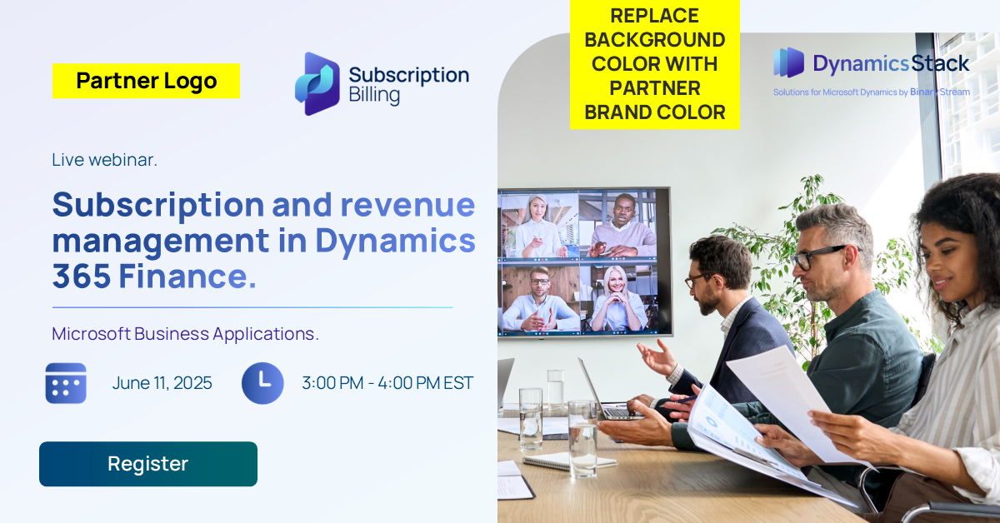 Partner Logo
Subscription
Billing
REPLACE
BACKGROUND
COLOR WITH
PARTNER
BRAND COLOR
Dynamics Stack
Solutions for Microsoft Dynamics by Binary Stream
Live webinar.
Subscription and revenue
management in Dynamics
365 Finance.
Microsoft Business Applications.
June 11, 2025
3:00 PM - 4:00 PM EST
Register